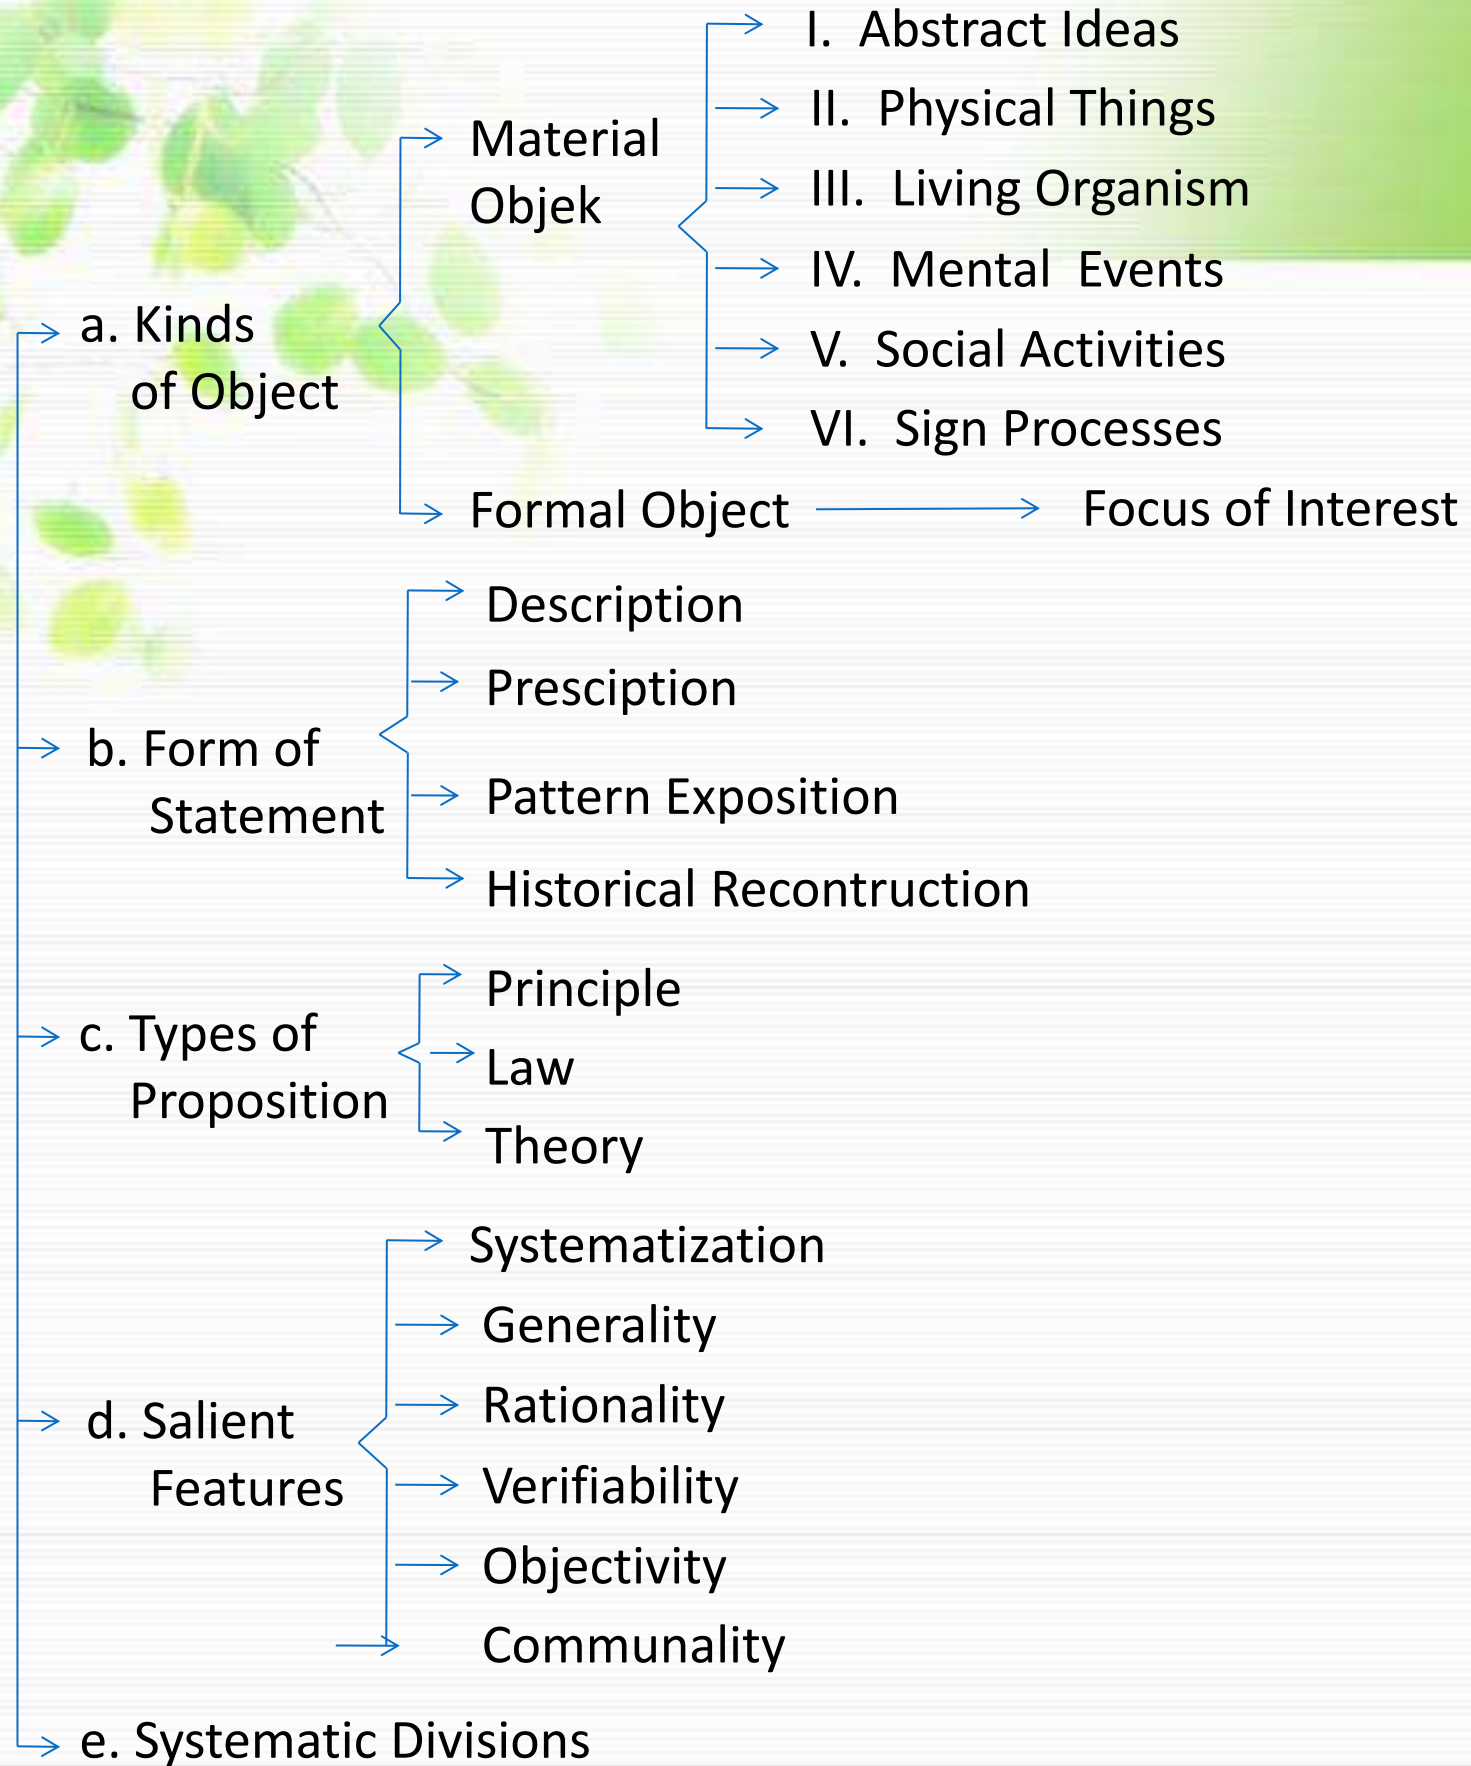 I. Abstract Ideas
II. Physical Things
Material
Objek
III. Living Organism
IV. Mental Events
a. Kinds
of Object
V. Social Activities
VI. Sign Processes
Formal Object
Focus of Interest
Description
Presciption
b. Form of
Statement
Pattern Exposition
Historical Recontruction
Principle
c. Types of
Proposition
Law
Theory
Systematization
Generality
Rationality
d. Salient
Features
Verifiability
Objectivity
Communality
e. Systematic Divisions